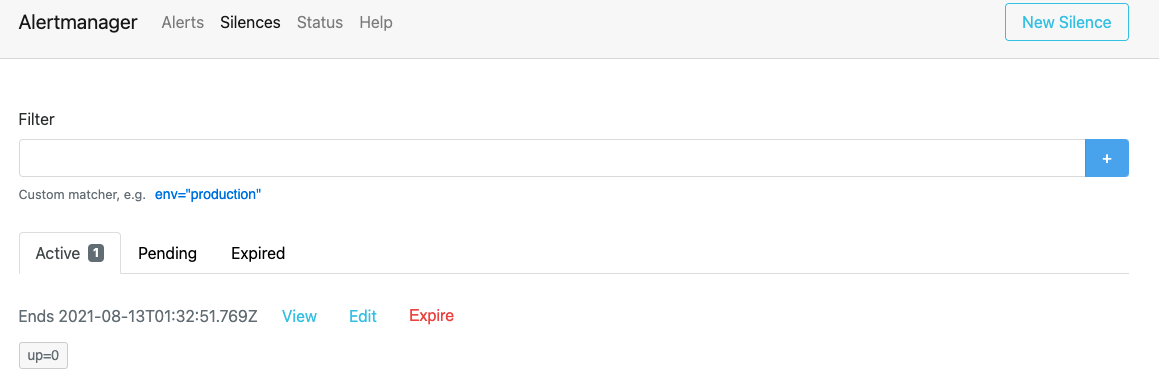 Alertmanager Alerts Silences Status Help New Silence
Filter
+
Custom matcher, e.g. env="production"
Active 1 Pending Expired
Ends 2021-08-13T01:32:51.769Z View Edit Expire
up=0